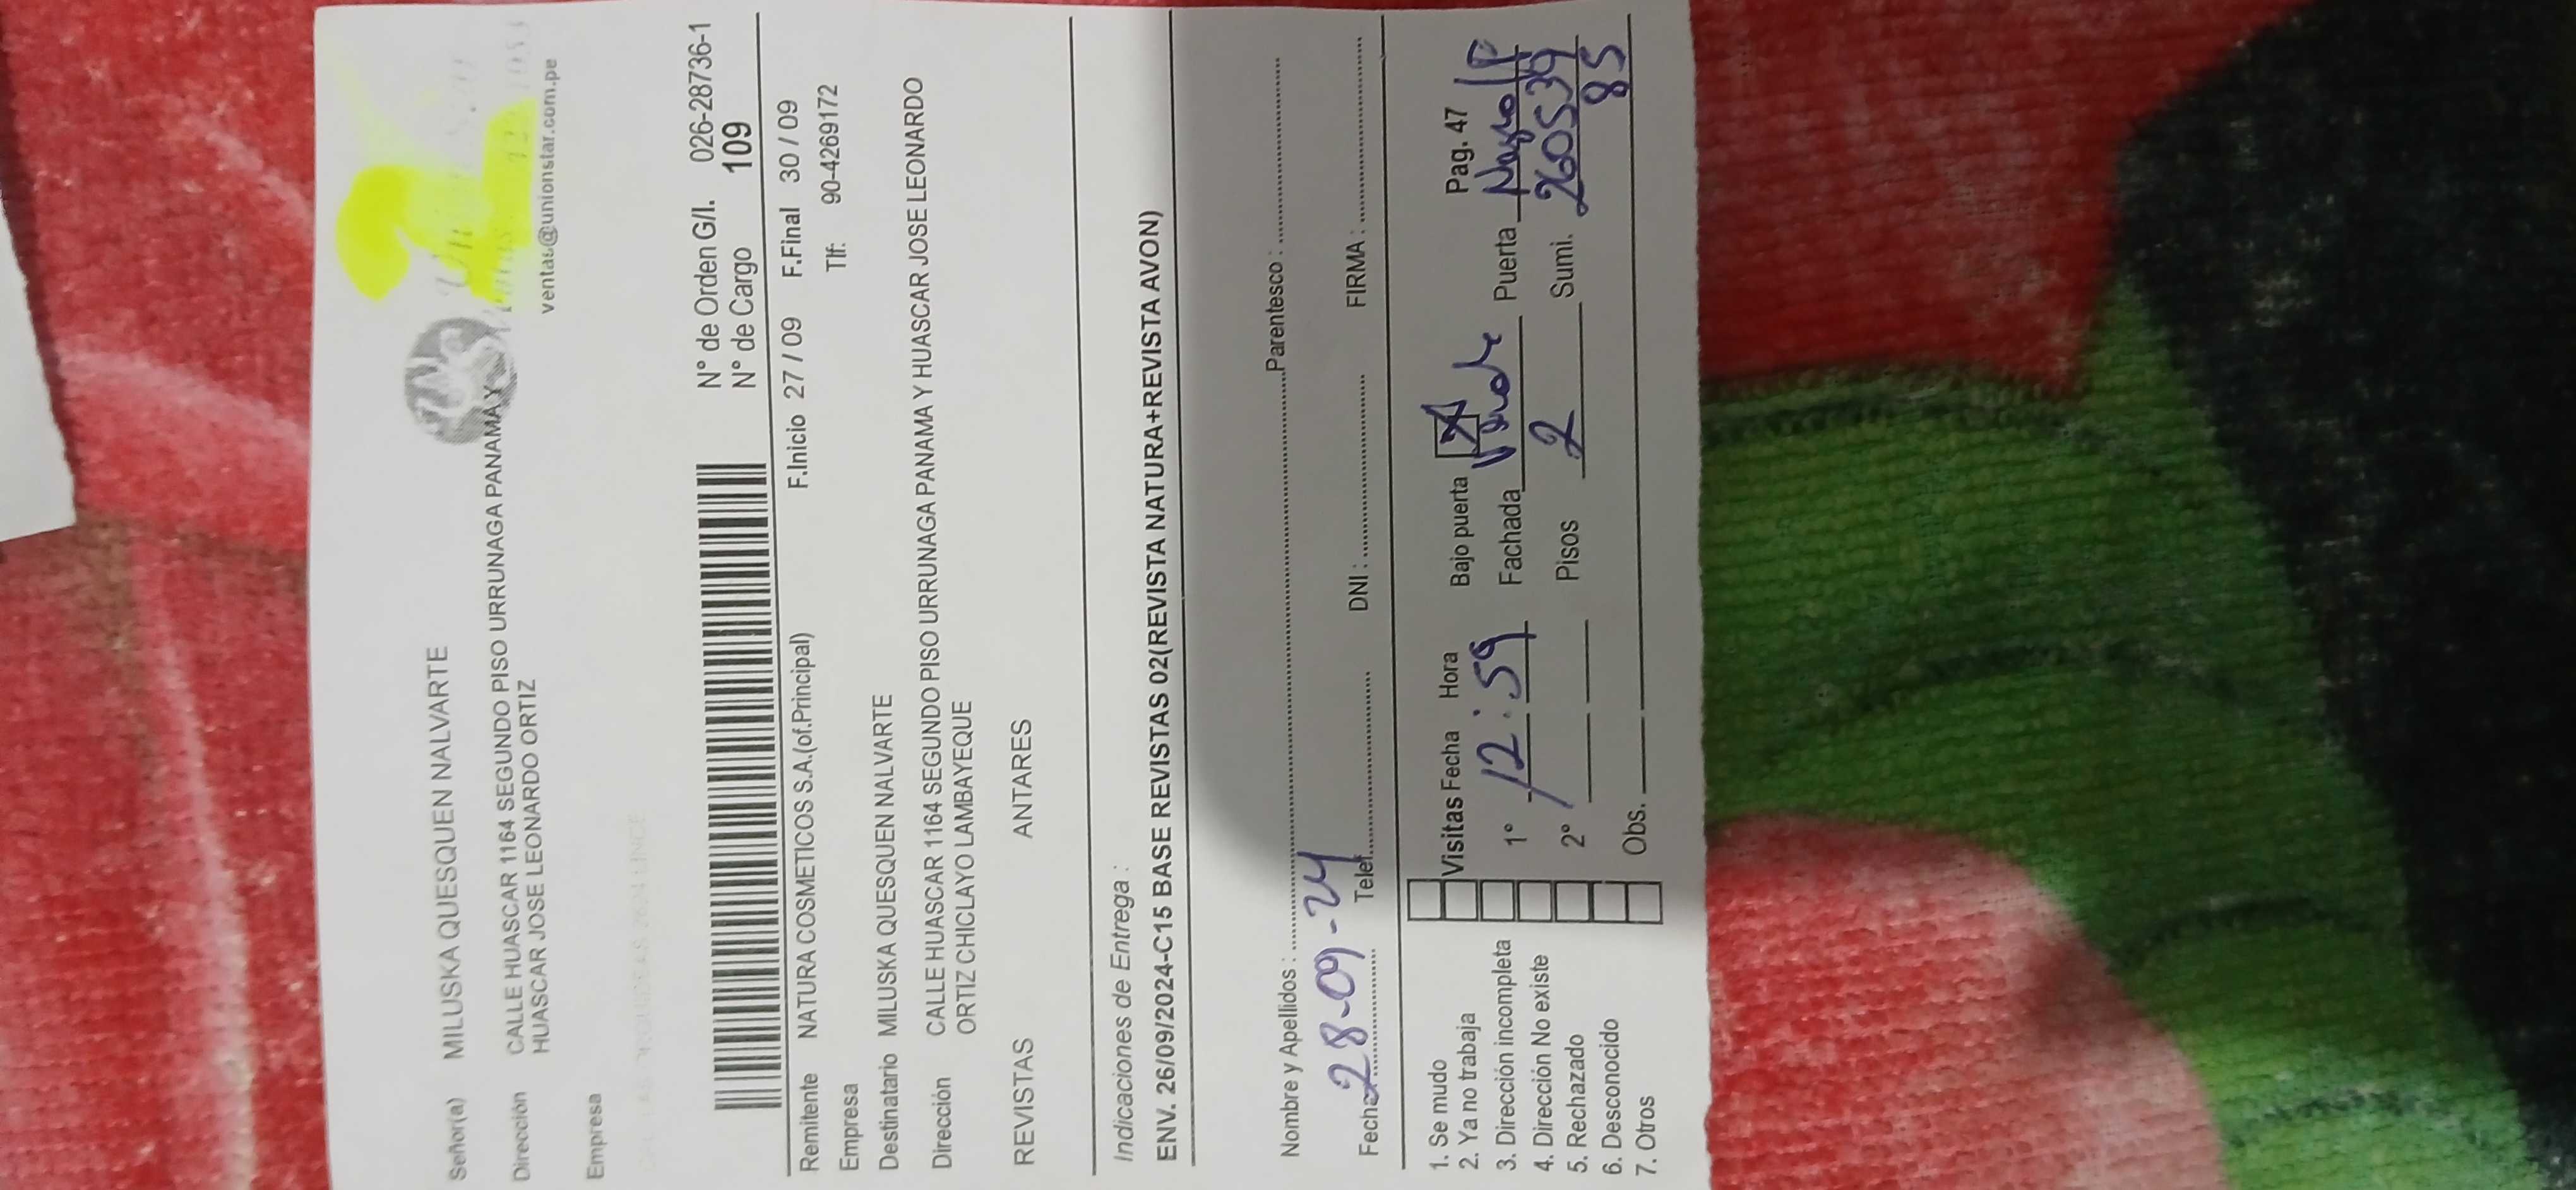 Señor(a) MILUSKA QUESQUEN NALVARTE
Dirección CALLE HUASCAR 1164 SEGUNDO PISO URRUNAGA PANAMA Y
HUASCAR JOSE LEONARDO ORTIZ
ventas@unionstar.com.pe
Empresa
N° de Orden G/I. 026-28736-1
N° de Cargo 109
Remitente NATURA COSMETICOS S.A.(of.Principal) F.Inicio 27 / 09 F.Final 30 / 09
Empresa Tlf: 90-4269172
Destinatario MILUSKA QUESQUEN NALVARTE
Dirección CALLE HUASCAR 1164 SEGUNDO PISO URRUNAGA PANAMA Y HUASCAR JOSE LEONARDO
ORTIZ CHICLAYO LAMBAYEQUE
REVISTAS ANTARES
Indicaciones de Entrega :
ENV. 26/09/2024-C15 BASE REVISTAS 02(REVISTA NATURA+REVISTA AVON)
Nombre y Apellidos : Parentesco :
Fecha 28-09-24 Telef. DNI : FIRMA :
1. Se mudo
2. Ya no trabaja
3. Dirección incompleta
4. Dirección No existe
5. Rechazado
6. Desconocido
7. Otros
Visitas Fecha Hora Bajo puerta Pag. 47
1° 12:59 Fachada Puerta
2° Pisos 2 Sumi. 260539
85
Obs.